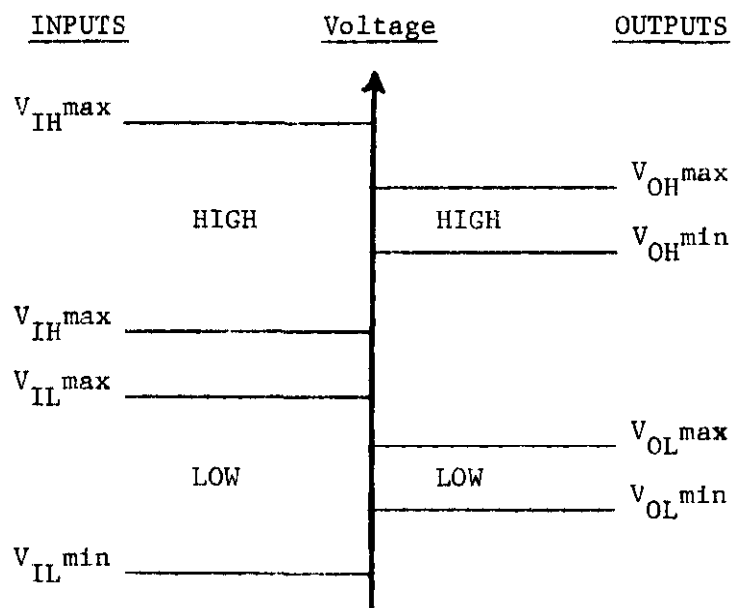 INPUTS Voltage OUTPUTS
VIHmax
VOHmax
HIGH HIGH
VOHmin
VIHmax
VILmax
VOLmax
LOW LOW
VOLmin
VILmin